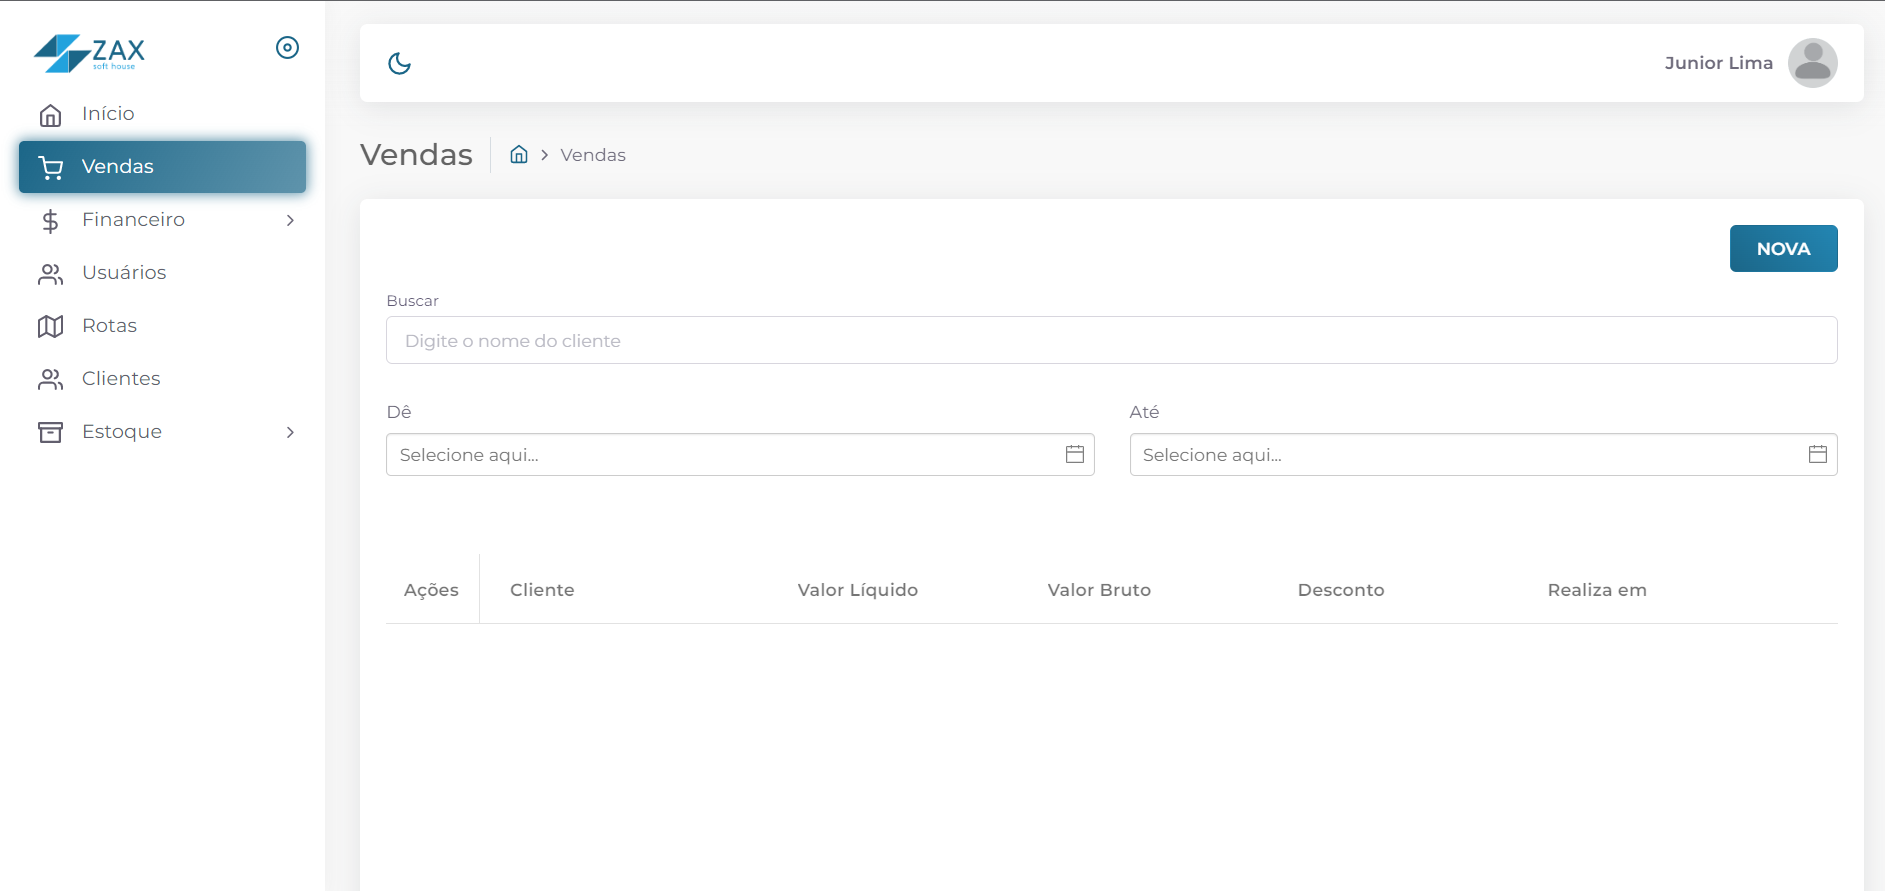 ZAX
soft house
Início
Vendas
Financeiro
Usuários
Rotas
Clientes
Estoque
Junior Lima
Vendas
Vendas
NOVA
Buscar
Digite o nome do cliente
Dê Até
Selecione aqui... Selecione aqui...
Ações Cliente Valor Líquido Valor Bruto Desconto Realiza em